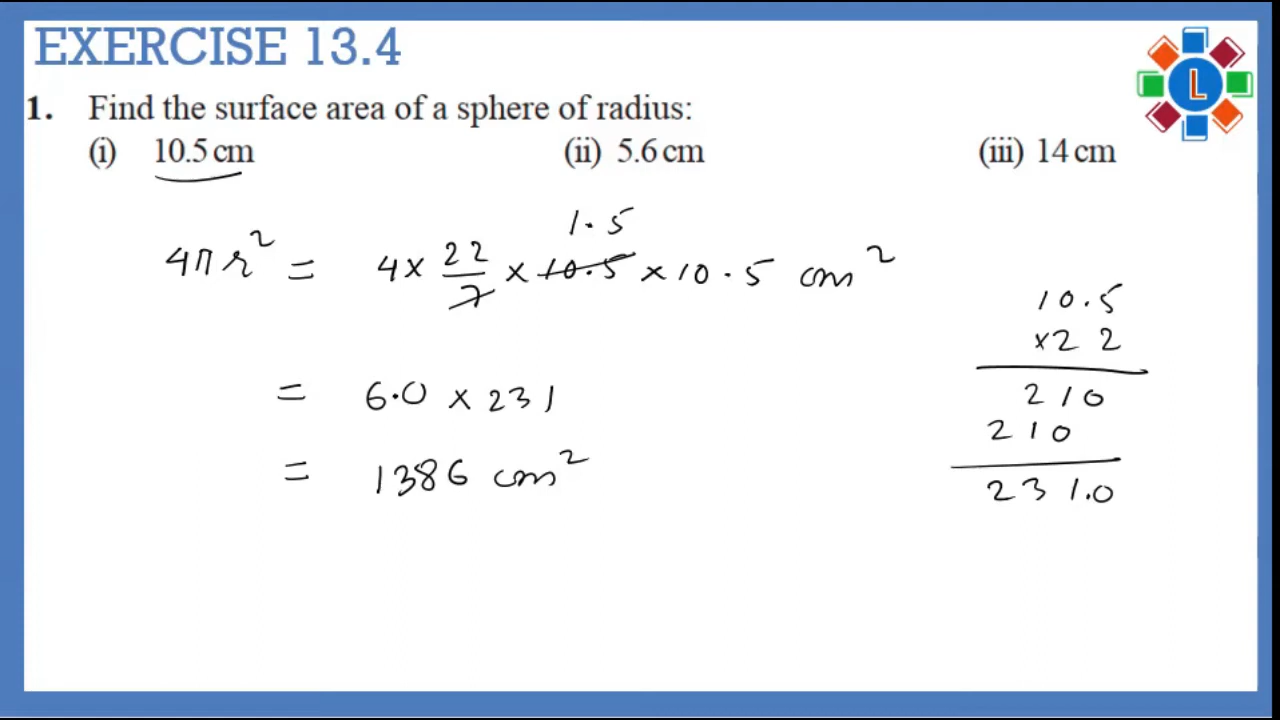 EXERCISE 13.4
L
1. Find the surface area of a sphere of radius:
(i) 10.5 cm (ii) 5.6 cm (iii) 14 cm
1.5
4πr² = 4 × 22/7 × 10.5 × 10.5 cm²
= 6.0 × 231
= 1386 cm²
10.5
×22
210
210
231.0